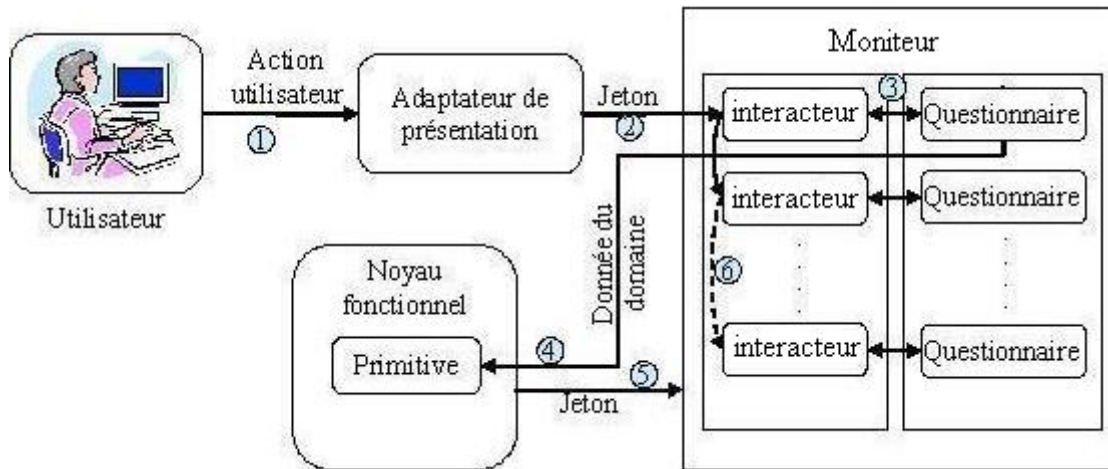 Moniteur
Action
utilisateur
1
Adaptateur de
présentation
Jeton
2
interacteur
3
Questionnaire
Utilisateur
interacteur
Questionnaire
Donnée du
domaine
6
Noyau
fonctionnel
Primitive
4
5
Jeton
interacteur
Questionnaire